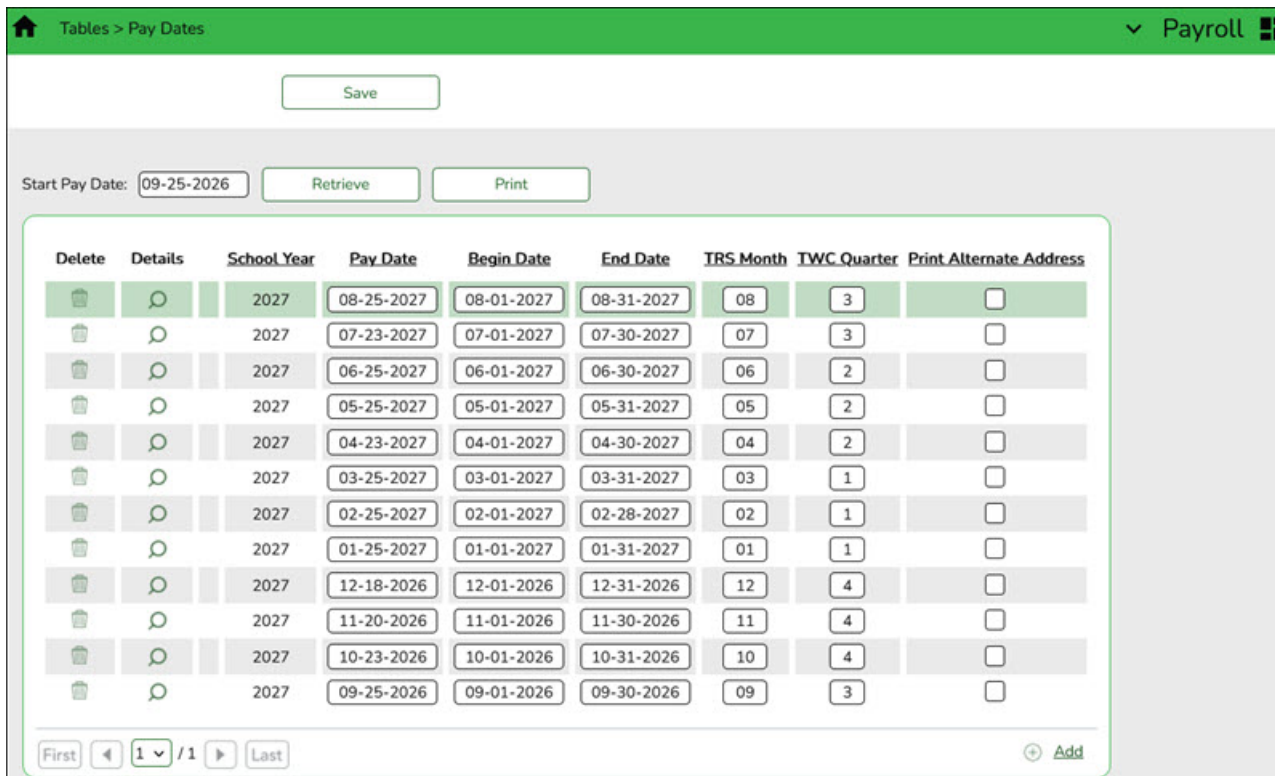 Tables > Pay Dates Payroll
Save
Start Pay Date: 09-25-2026 Retrieve Print
Delete Details School Year Pay Date Begin Date End Date TRS Month TWC Quarter Print Alternate Address
2027 08-25-2027 08-01-2027 08-31-2027 08 3
2027 07-23-2027 07-01-2027 07-30-2027 07 3
2027 06-25-2027 06-01-2027 06-30-2027 06 2
2027 05-25-2027 05-01-2027 05-31-2027 05 2
2027 04-23-2027 04-01-2027 04-30-2027 04 2
2027 03-25-2027 03-01-2027 03-31-2027 03 1
2027 02-25-2027 02-01-2027 02-28-2027 02 1
2027 01-25-2027 01-01-2027 01-31-2027 01 1
2027 12-18-2026 12-01-2026 12-31-2026 12 4
2027 11-20-2026 11-01-2026 11-30-2026 11 4
2027 10-23-2026 10-01-2026 10-31-2026 10 4
2027 09-25-2026 09-01-2026 09-30-2026 09 3
First 1 / 1 Last Add